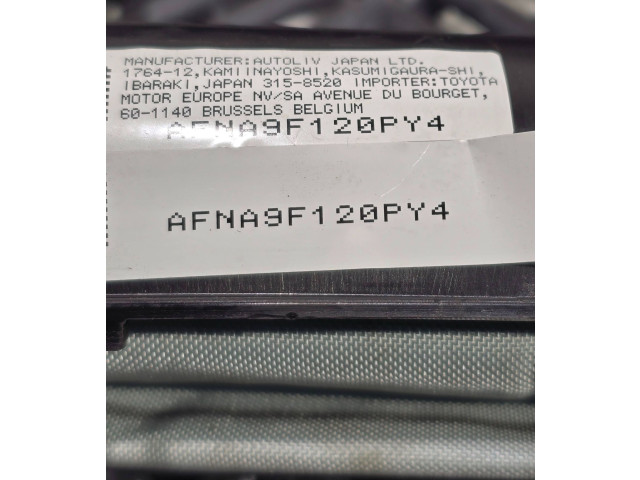 MANUFACTURER:AUTOLIV JAPAN LTD.
1764-12,KAMIINAYOSHI,KASUMIGAURA-SHI,
IBARAKI,JAPAN 315-8520 IMPORTER:TOYOTA
MOTOR EUROPE NV/SA AVENUE DU BOURGET,
60-1140 BRUSSELS BELGIUM
AFNA9F120PY4
AFNA9F120PY4